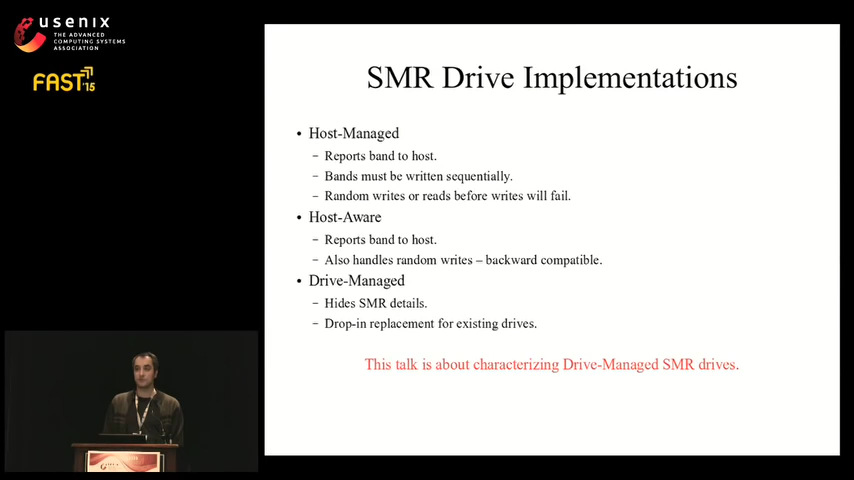 usenix
THE ADVANCED
COMPUTING SYSTEMS
ASSOCIATION
FAST'15
SMR Drive Implementations
• Host-Managed
– Reports band to host.
– Bands must be written sequentially.
– Random writes or reads before writes will fail.
• Host-Aware
– Reports band to host.
– Also handles random writes – backward compatible.
• Drive-Managed
– Hides SMR details.
– Drop-in replacement for existing drives.
This talk is about characterizing Drive-Managed SMR drives.